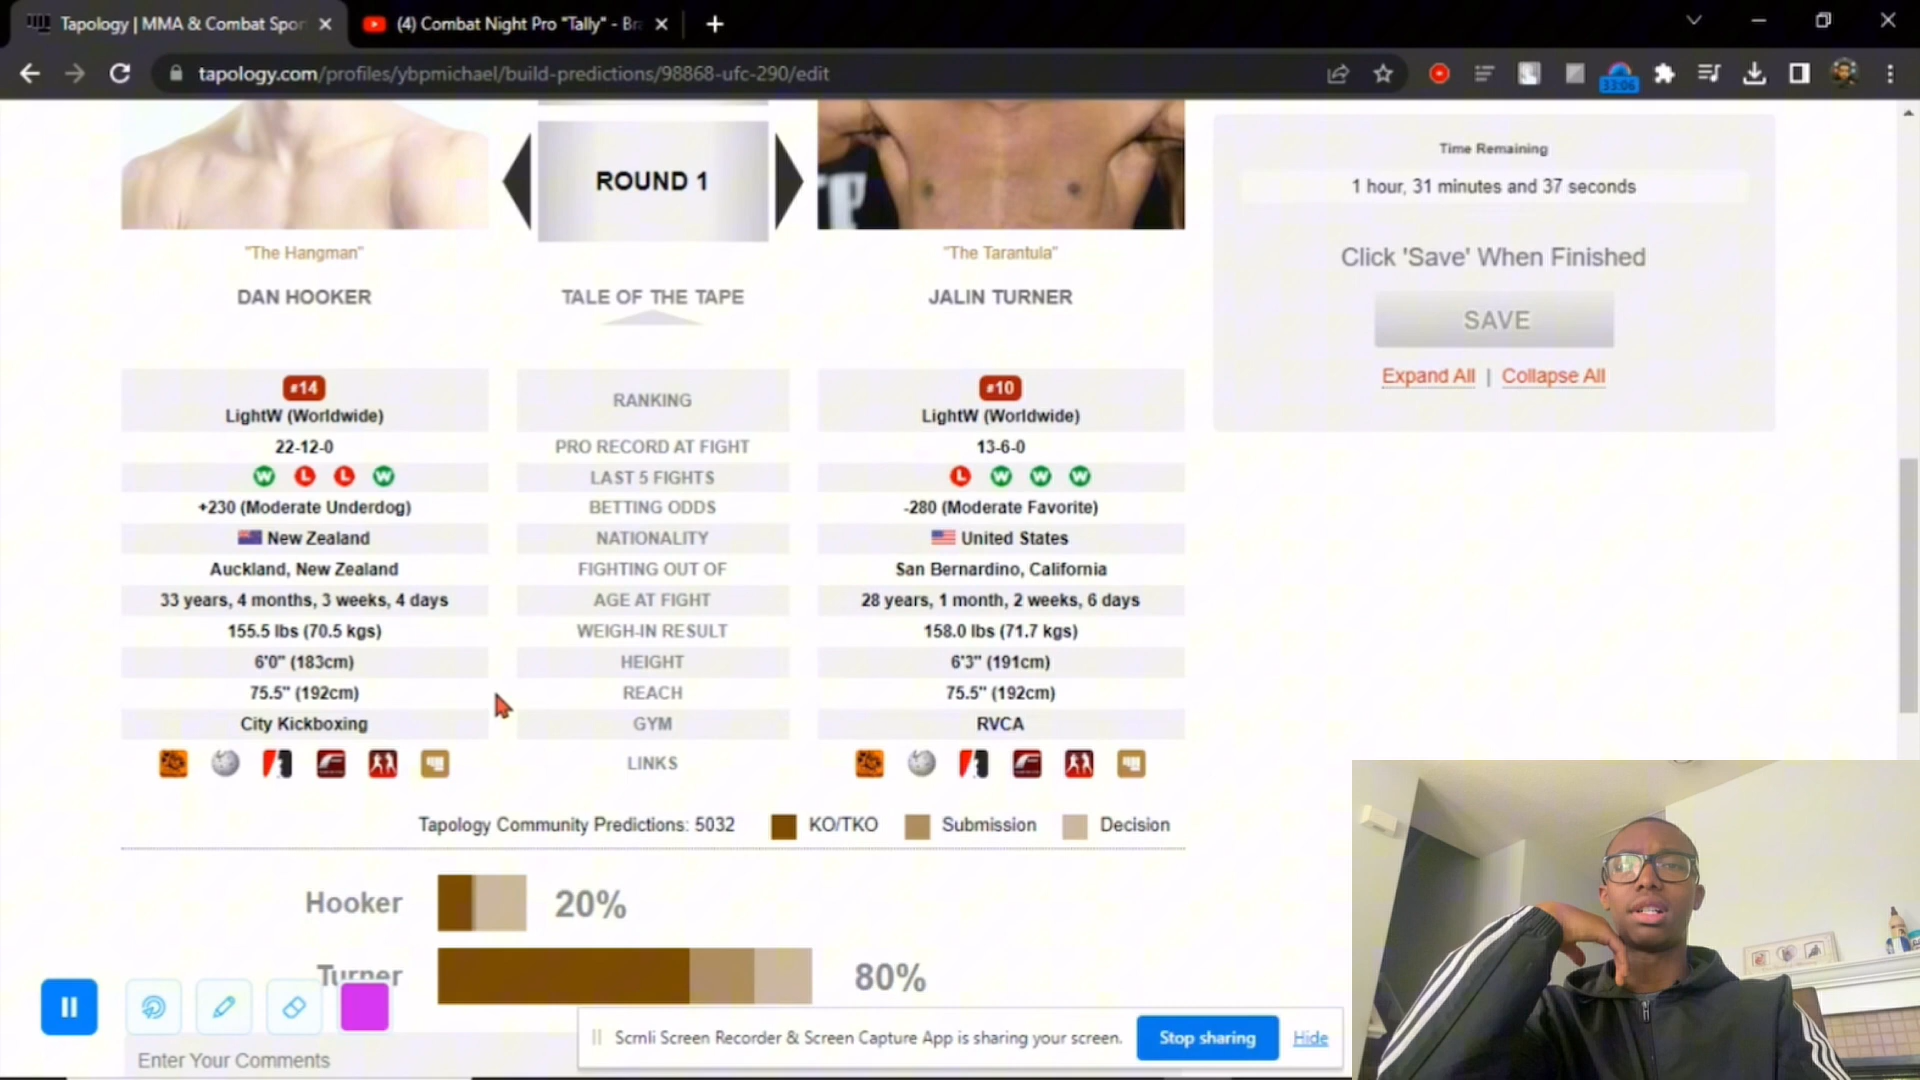 Tapology | MMA & Combat Spor
(4) Combat Night Pro "Tally" - Bra
tapology.com/profiles/ybpmichael/build-predictions/98868-ufc-290/edit
33:06
ROUND 1
"The Hangman"
"The Tarantula"
DAN HOOKER
TALE OF THE TAPE
JALIN TURNER
#14
LightW (Worldwide)
RANKING
#10
LightW (Worldwide)
22-12-0
PRO RECORD AT FIGHT
13-6-0
W L L W
LAST 5 FIGHTS
L W W W
+230 (Moderate Underdog)
BETTING ODDS
-280 (Moderate Favorite)
New Zealand
NATIONALITY
United States
Auckland, New Zealand
FIGHTING OUT OF
San Bernardino, California
33 years, 4 months, 3 weeks, 4 days
AGE AT FIGHT
28 years, 1 month, 2 weeks, 6 days
155.5 lbs (70.5 kgs)
WEIGH-IN RESULT
158.0 lbs (71.7 kgs)
6'0" (183cm)
HEIGHT
6'3" (191cm)
75.5" (192cm)
REACH
75.5" (192cm)
City Kickboxing
GYM
RVCA
LINKS
Tapology Community Predictions: 5032
KO/TKO
Submission
Decision
Hooker
20%
Turner
80%
Enter Your Comments
Time Remaining
1 hour, 31 minutes and 37 seconds
Click 'Save' When Finished
SAVE
Expand All | Collapse All
Scrnli Screen Recorder & Screen Capture App is sharing your screen.
Stop sharing
Hide